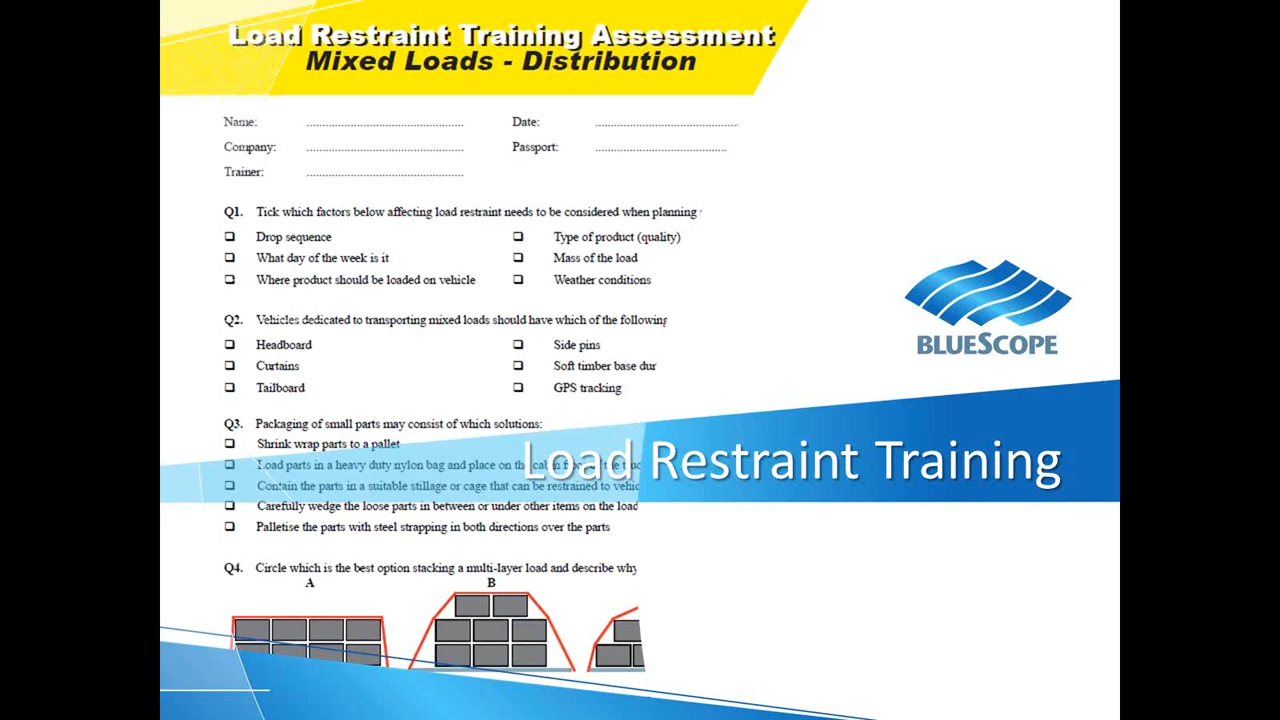 Load Restraint Training Assessment
Mixed Loads - Distribution
Name: ............................................... Date: ...........................................
Company: ............................................... Passport: .......................................
Trainer: ...............................................
Q1. Tick which factors below affecting load restraint needs to be considered when planning
Drop sequence Type of product (quality)
What day of the week is it Mass of the load
Where product should be loaded on vehicle Weather conditions
Q2. Vehicles dedicated to transporting mixed loads should have which of the following
Headboard Side pins
Curtains Soft timber base dur
Tailboard GPS tracking
Q3. Packaging of small parts may consist of which solutions:
Shrink wrap parts to a pallet
Load parts in a heavy duty nylon bag and place on the cabin floor of the
Contain the parts in a suitable stillage or cage that can be restrained to
Carefully wedge the loose parts in between or under other items on the load
Palletise the parts with steel strapping in both directions over the parts
Q4. Circle which is the best option stacking a multi-layer load and describe why
A B
BLUESCOPE
Load Restraint Training